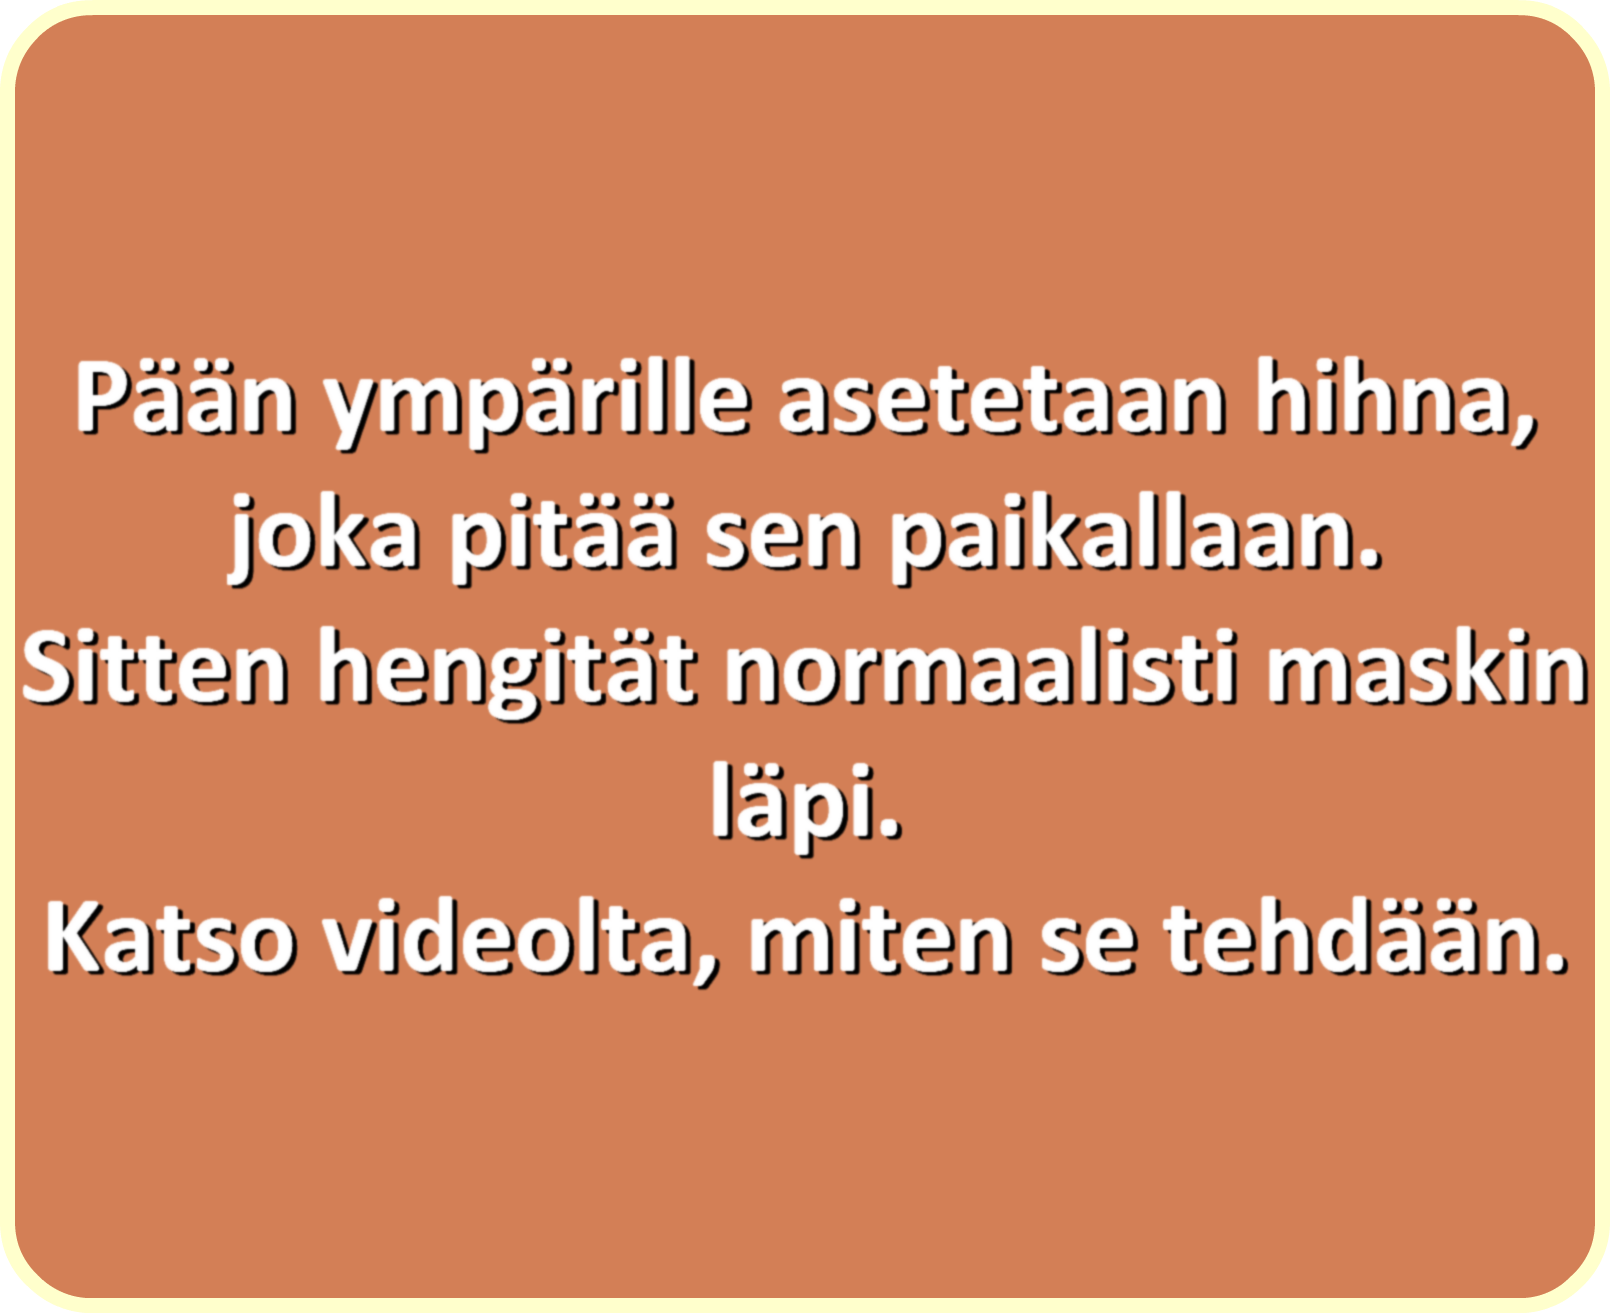 Pään ympärille asetetaan hihna,
joka pitää sen paikallaan.
Sitten hengität normaalisti maskin
läpi.
Katso videolta, miten se tehdään.